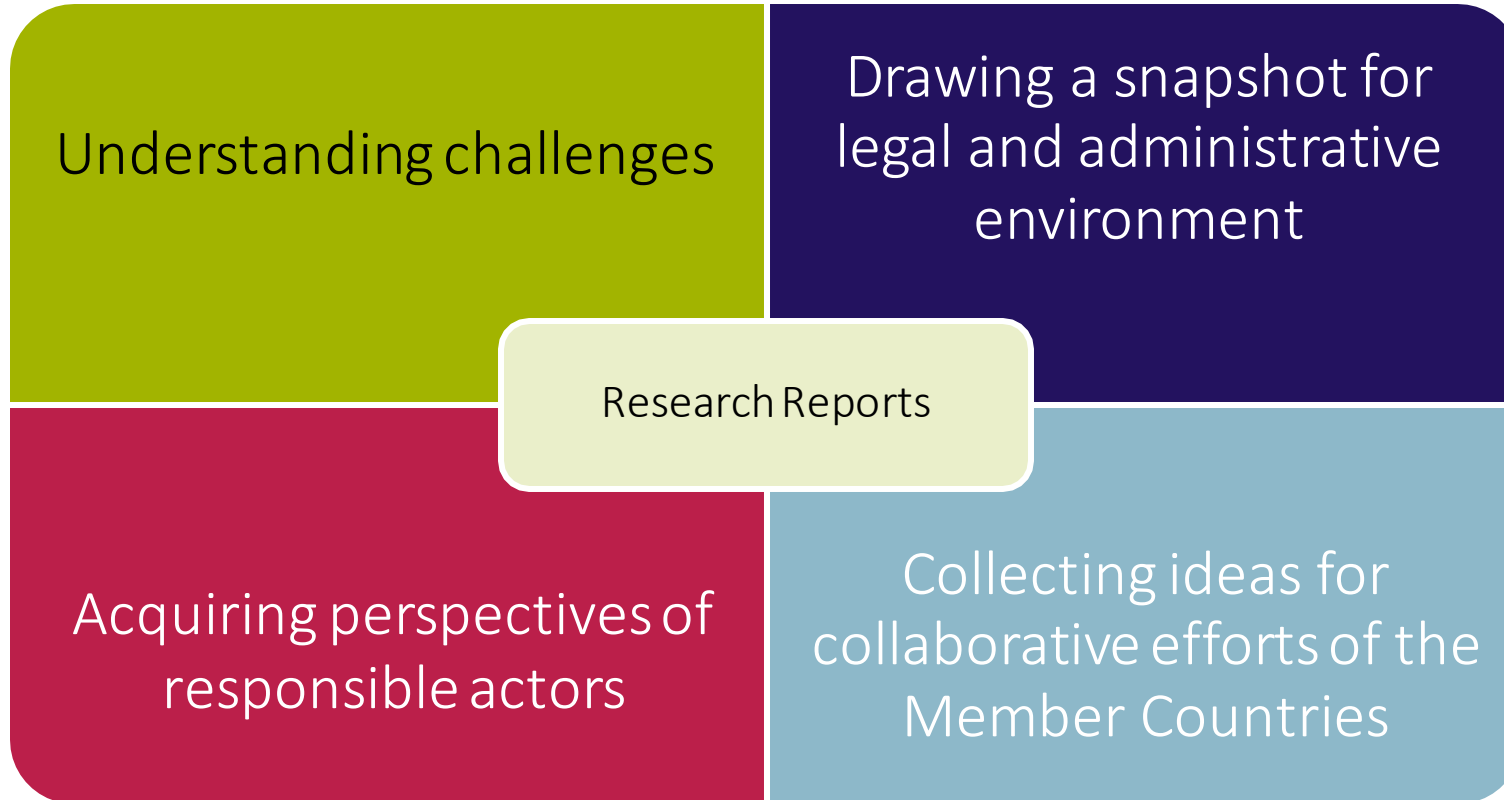 Understanding challenges
Drawing a snapshot for
legal and administrative
environment
Research Reports
Acquiring perspectives of
responsible actors
Collecting ideas for
collaborative efforts of the
Member Countries